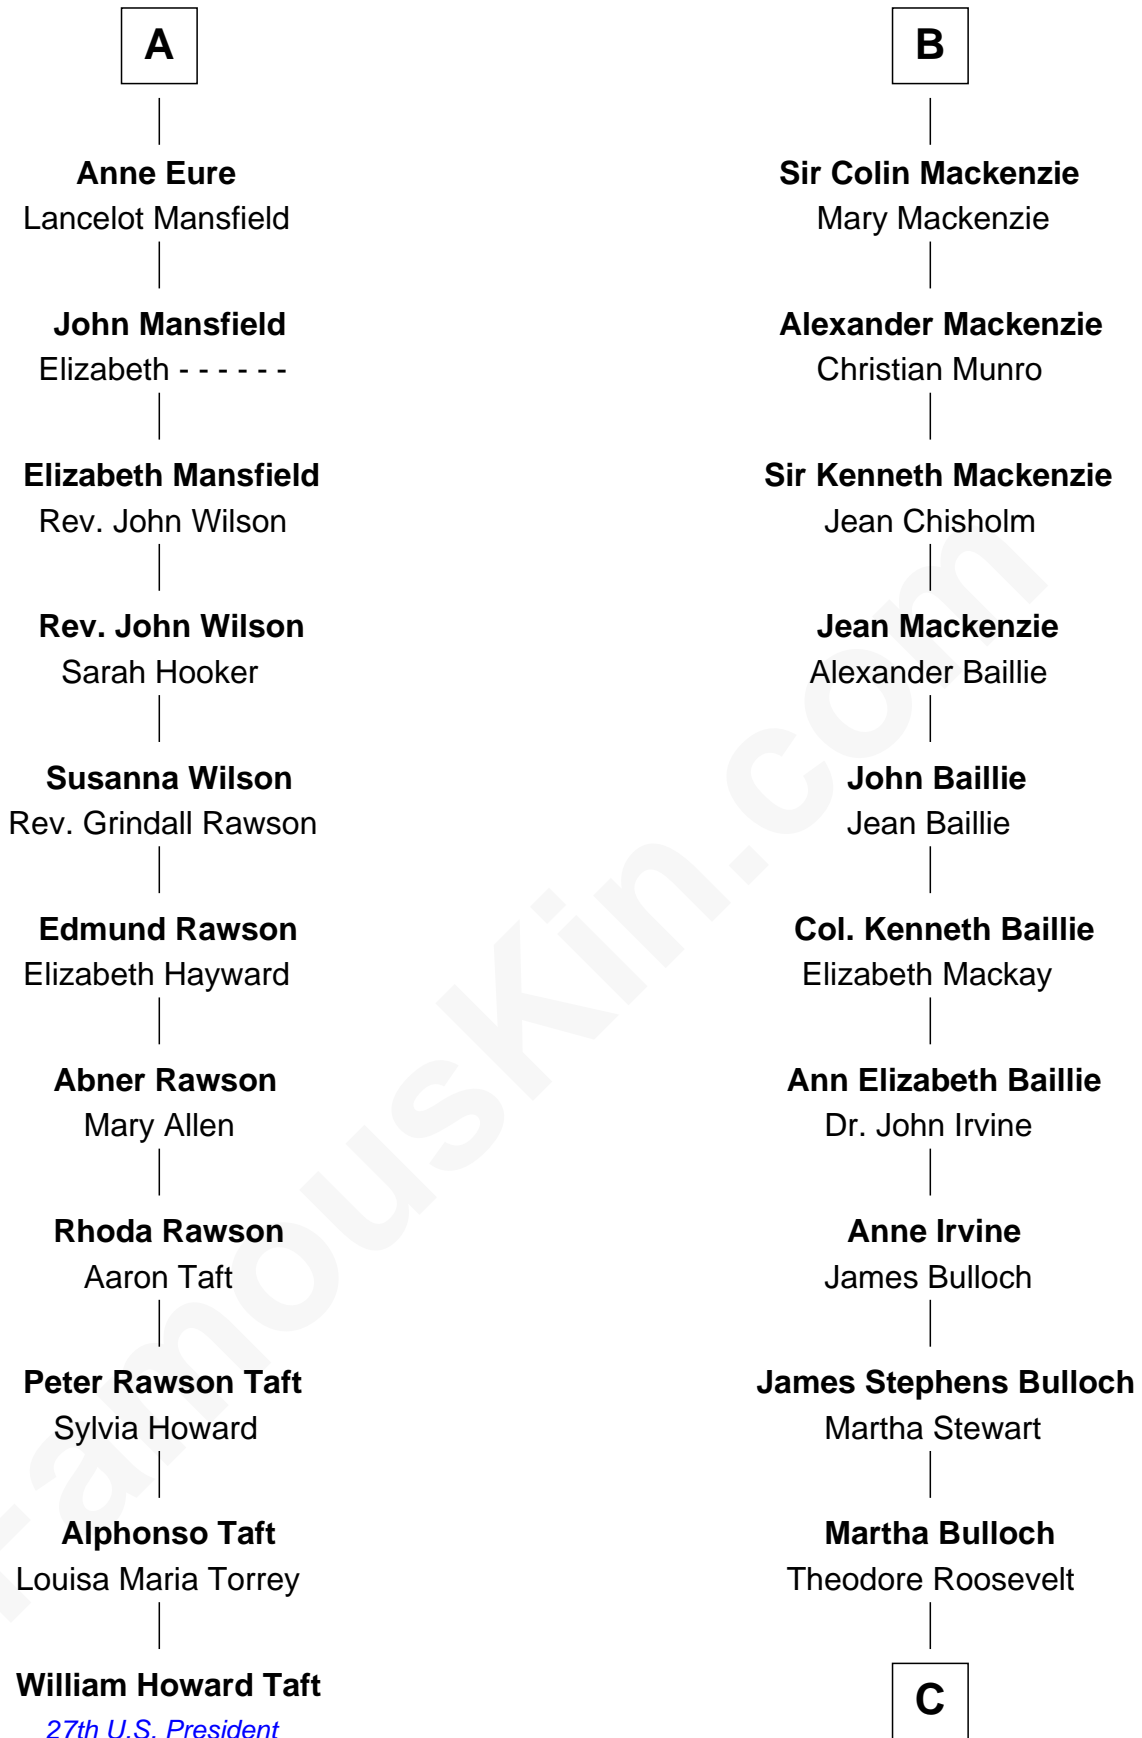 A
Anne Eure
Lancelot Mansfield
John Mansfield
Elizabeth - - - - - -
Elizabeth Mansfield
Rev. John Wilson
Rev. John Wilson
Sarah Hooker
Susanna Wilson
Rev. Grindall Rawson
Edmund Rawson
Elizabeth Hayward
Abner Rawson
Mary Allen
Rhoda Rawson
Aaron Taft
Peter Rawson Taft
Sylvia Howard
Alphonso Taft
Louisa Maria Torrey
William Howard Taft
27th U.S. President
B
Sir Colin Mackenzie
Mary Mackenzie
Alexander Mackenzie
Christian Munro
Sir Kenneth Mackenzie
Jean Chisholm
Jean Mackenzie
Alexander Baillie
John Baillie
Jean Baillie
Col. Kenneth Baillie
Elizabeth Mackay
Ann Elizabeth Baillie
Dr. John Irvine
Anne Irvine
James Bulloch
James Stephens Bulloch
Martha Stewart
Martha Bulloch
Theodore Roosevelt
C
FamousKin.com